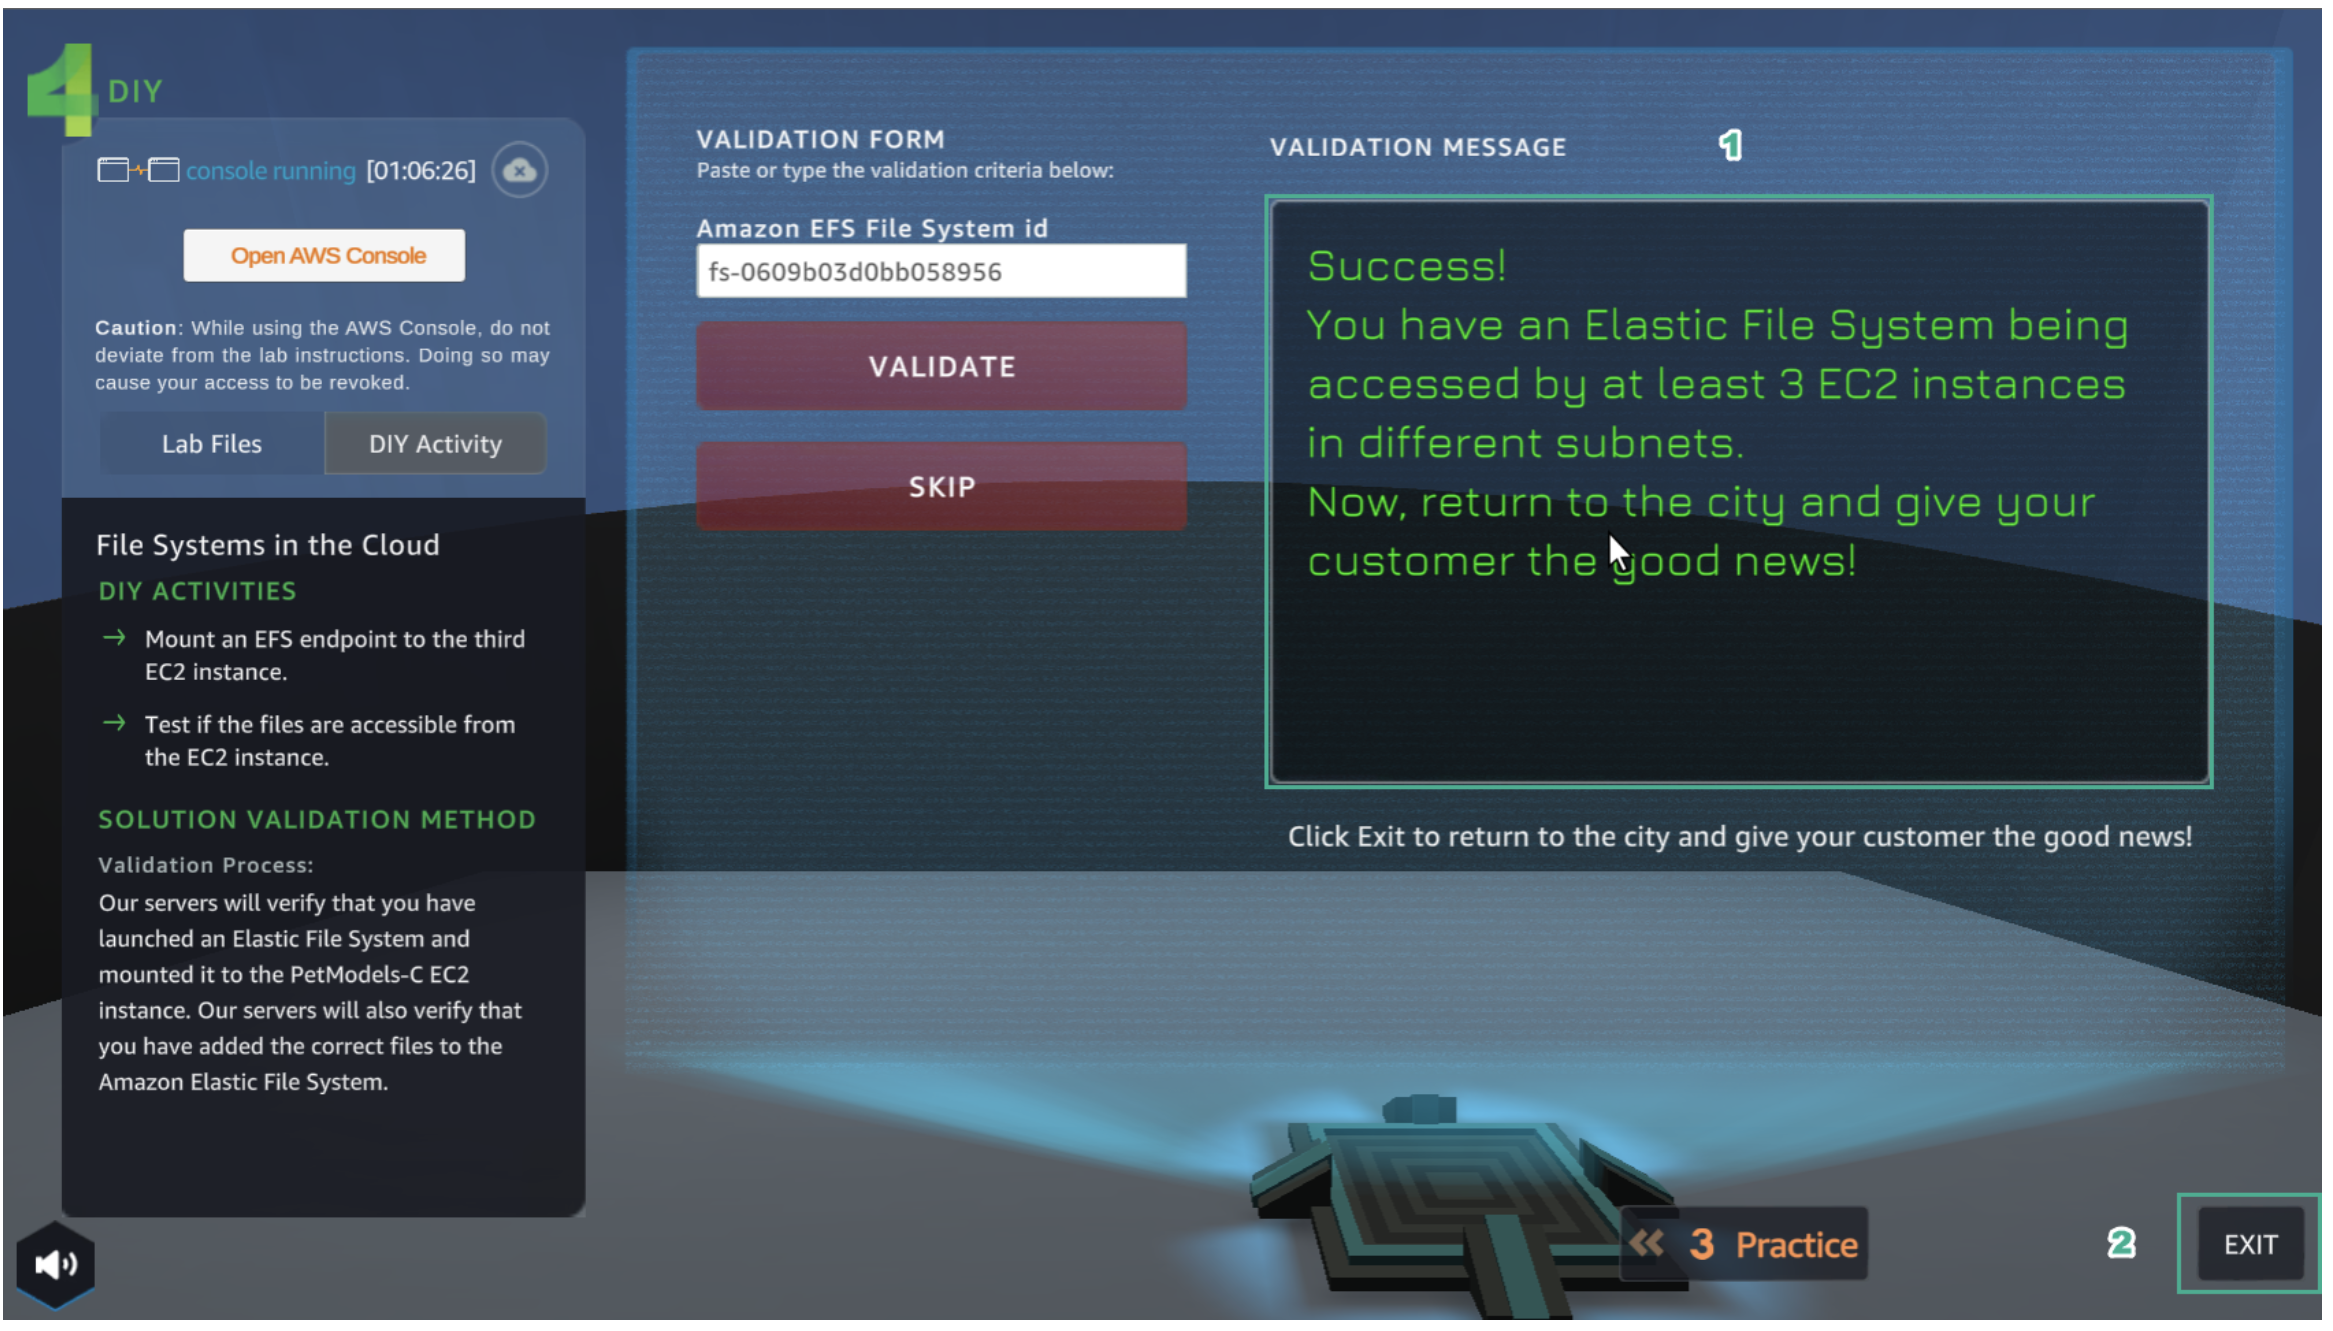 4 DIY
console running [01:06:26]
Open AWS Console
Caution: While using the AWS Console, do not
deviate from the lab instructions. Doing so may
cause your access to be revoked.
Lab Files
DIY Activity
File Systems in the Cloud
DIY ACTIVITIES
→ Mount an EFS endpoint to the third
EC2 instance.
→ Test if the files are accessible from
the EC2 instance.
SOLUTION VALIDATION METHOD
Validation Process:
Our servers will verify that you have
launched an Elastic File System and
mounted it to the PetModels-C EC2
instance. Our servers will also verify that
you have added the correct files to the
Amazon Elastic File System.
VALIDATION FORM
Paste or type the validation criteria below:
Amazon EFS File System id
fs-0609b03d0bb058956
VALIDATE
SKIP
VALIDATION MESSAGE
1
Success!
You have an Elastic File System being
accessed by at least 3 EC2 instances
in different subnets.
Now, return to the city and give your
customer the good news!
Click Exit to return to the city and give your customer the good news!
« 3 Practice
2
EXIT